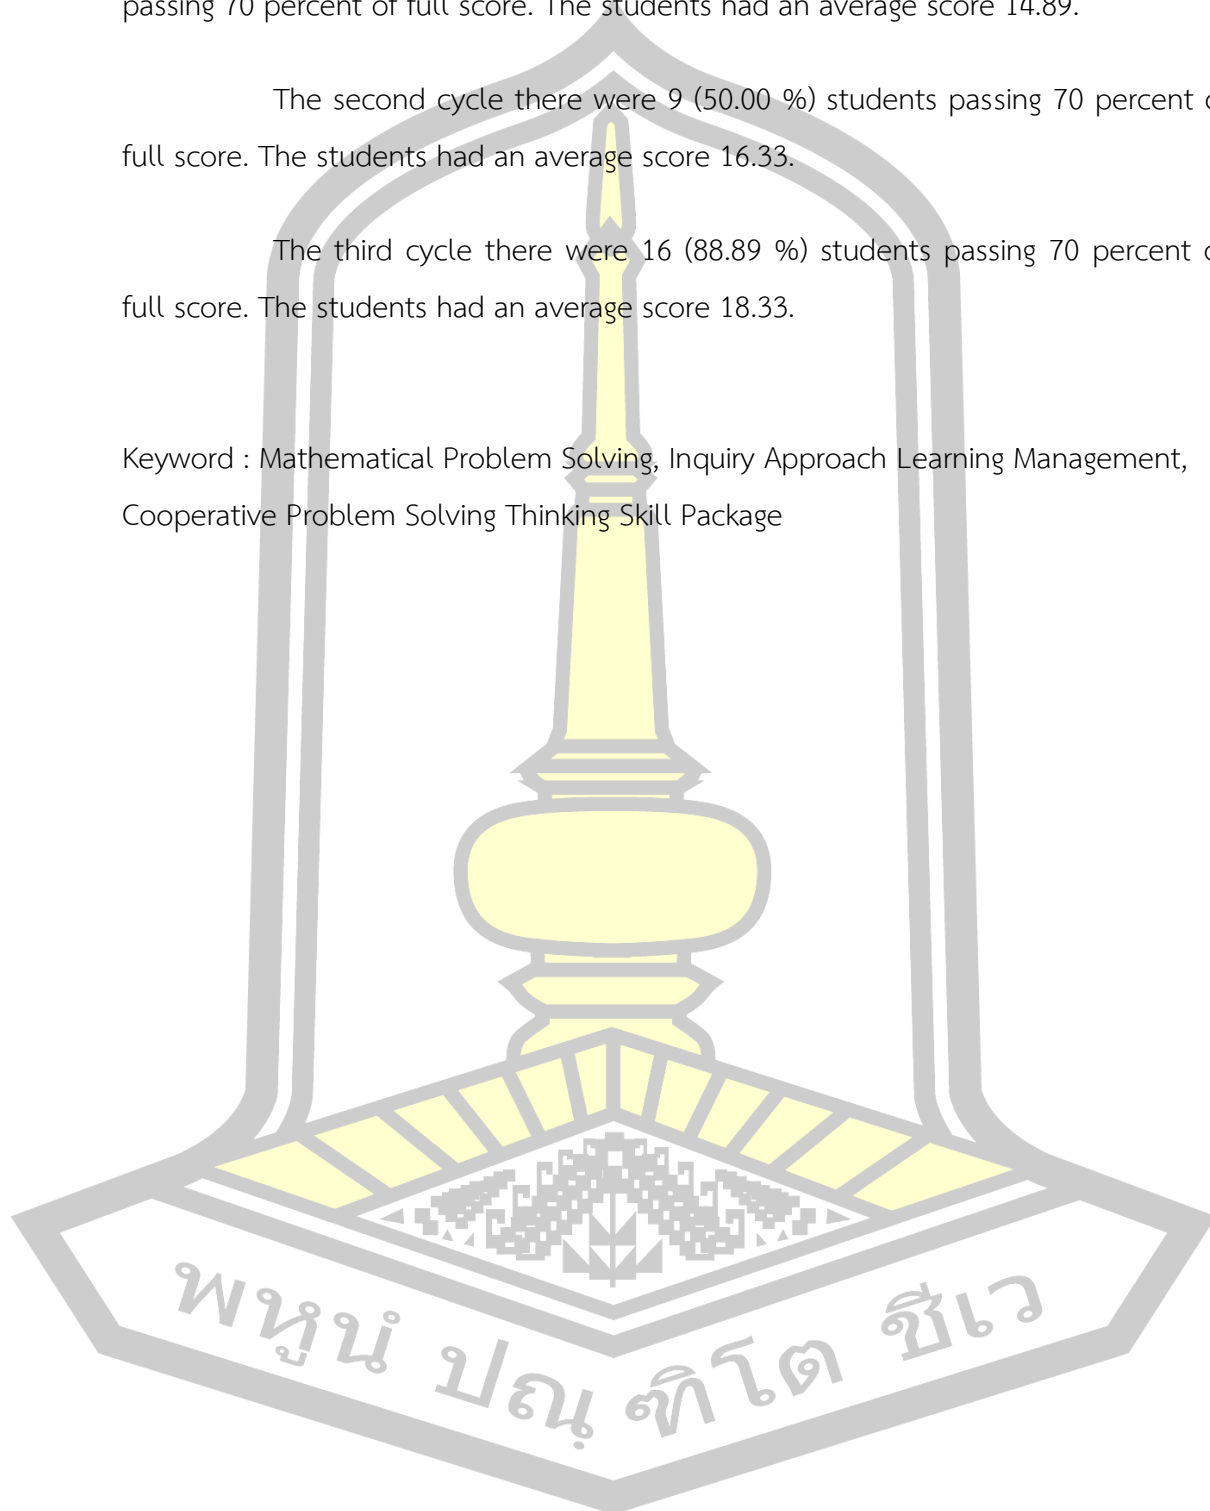 passing 70 percent of full score. The students had an average score 14.89.
The second cycle there were 9 (50.00 %) students passing 70 percent
full score. The students had an average score 16.33.
The third cycle there were 16 (88.89 %) students passing 70 percent
full score. The students had an average score 18.33.
Keyword : Mathematical Problem Solving, Inquiry Approach Learning Management,
Cooperative Problem Solving Thinking Skill Package
พหูนํ ปณฺฑิโต ชีเว